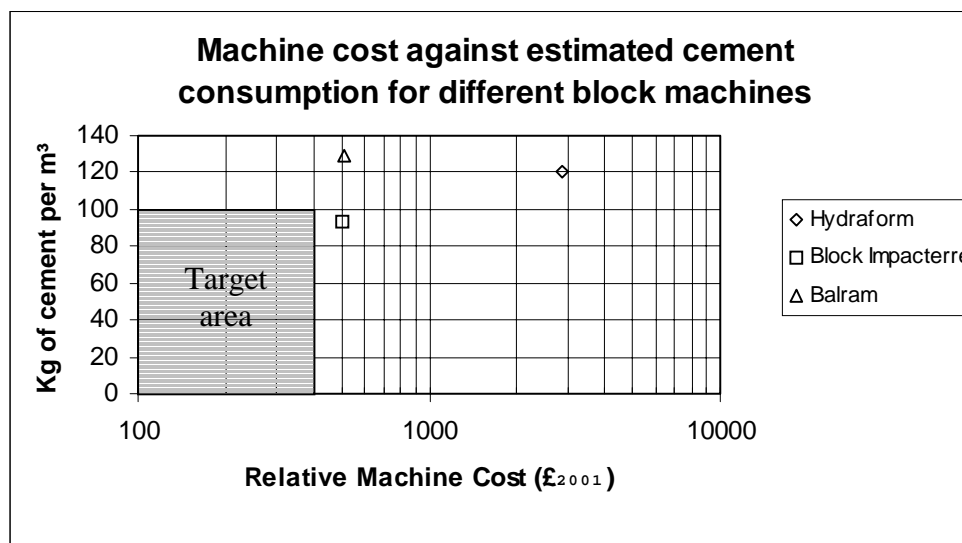 Machine cost against estimated cement
consumption for different block machines
Kg of cement per m³
140
120
100
80
60
40
20
0
Target
area
100
1000
10000
Relative Machine Cost (£2001)
Hydraform
Block Impacterre
Balram